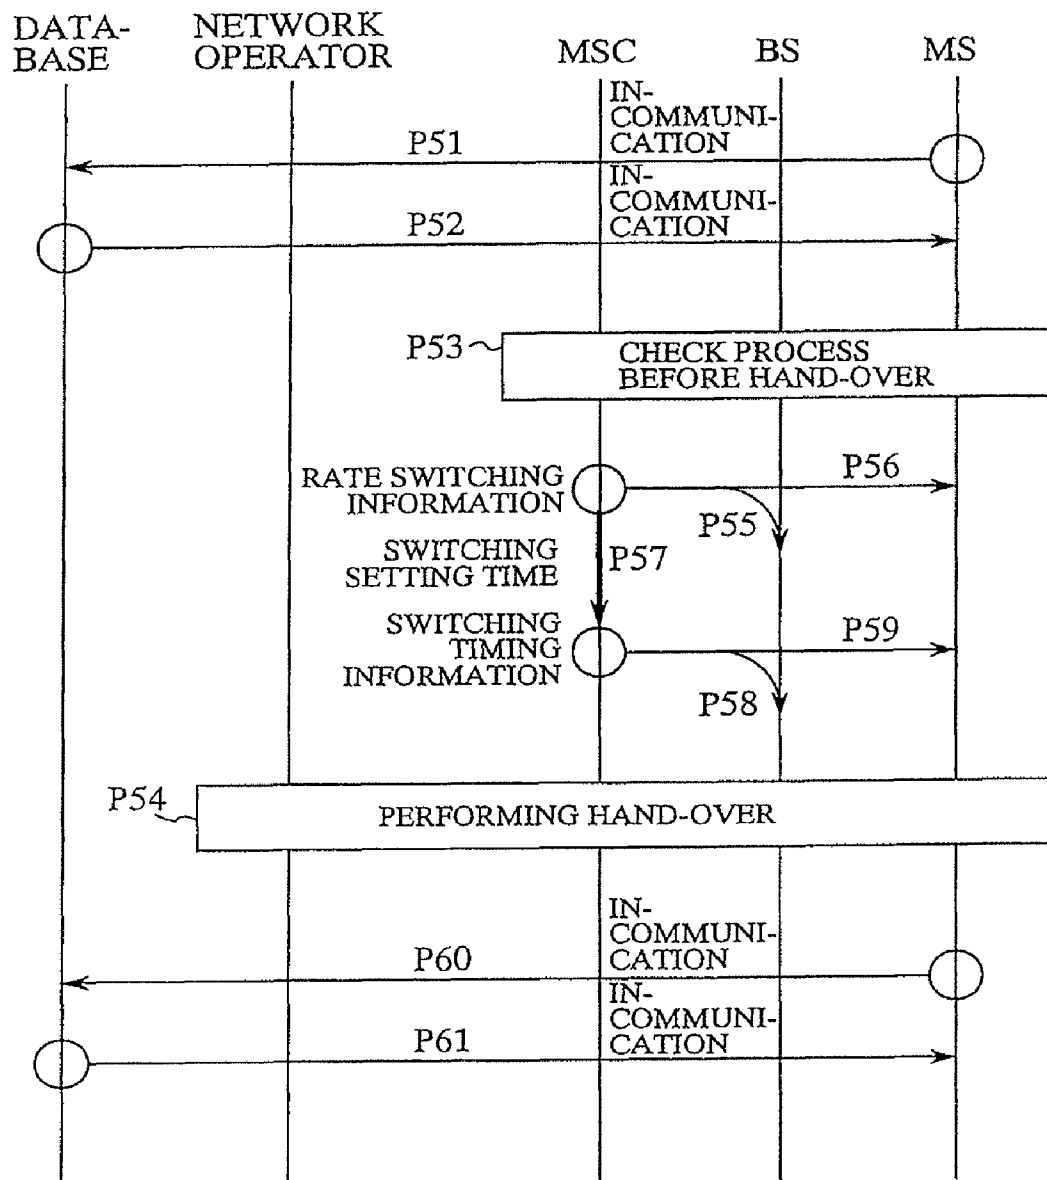 DATA-
BASE
NETWORK
OPERATOR
MSC
BS
MS
IN-
COMMUNI-
CATION
P51
IN-
COMMUNI-
CATION
P52
P53
CHECK PROCESS
BEFORE HAND-OVER
RATE SWITCHING
INFORMATION
P56
P55
SWITCHING
SETTING TIME
P57
SWITCHING
TIMING
INFORMATION
P59
P58
P54
PERFORMING HAND-OVER
IN-
COMMUNI-
CATION
P60
IN-
COMMUNI-
CATION
P61